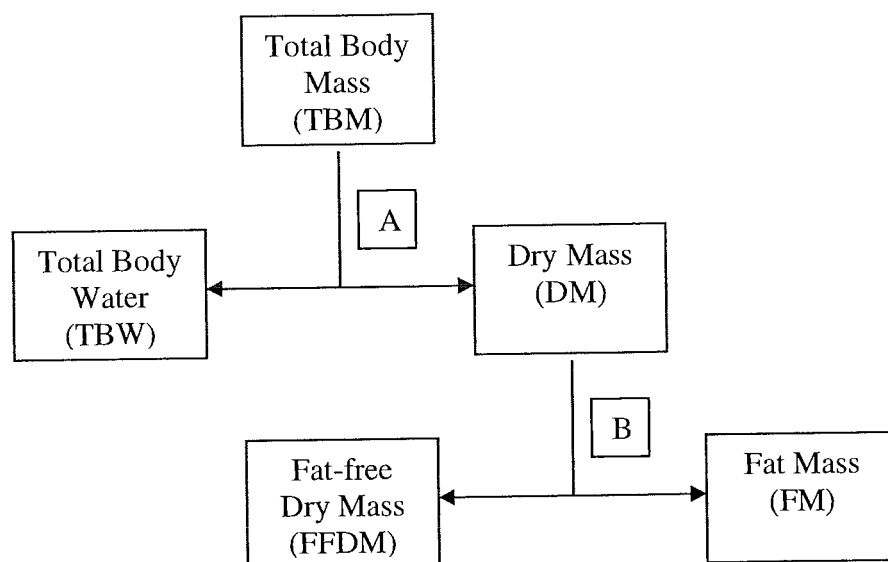 Total Body
Mass
(TBM)
A
Total Body
Water
(TBW)
Dry Mass
(DM)
B
Fat-free
Dry Mass
(FFDM)
Fat Mass
(FM)